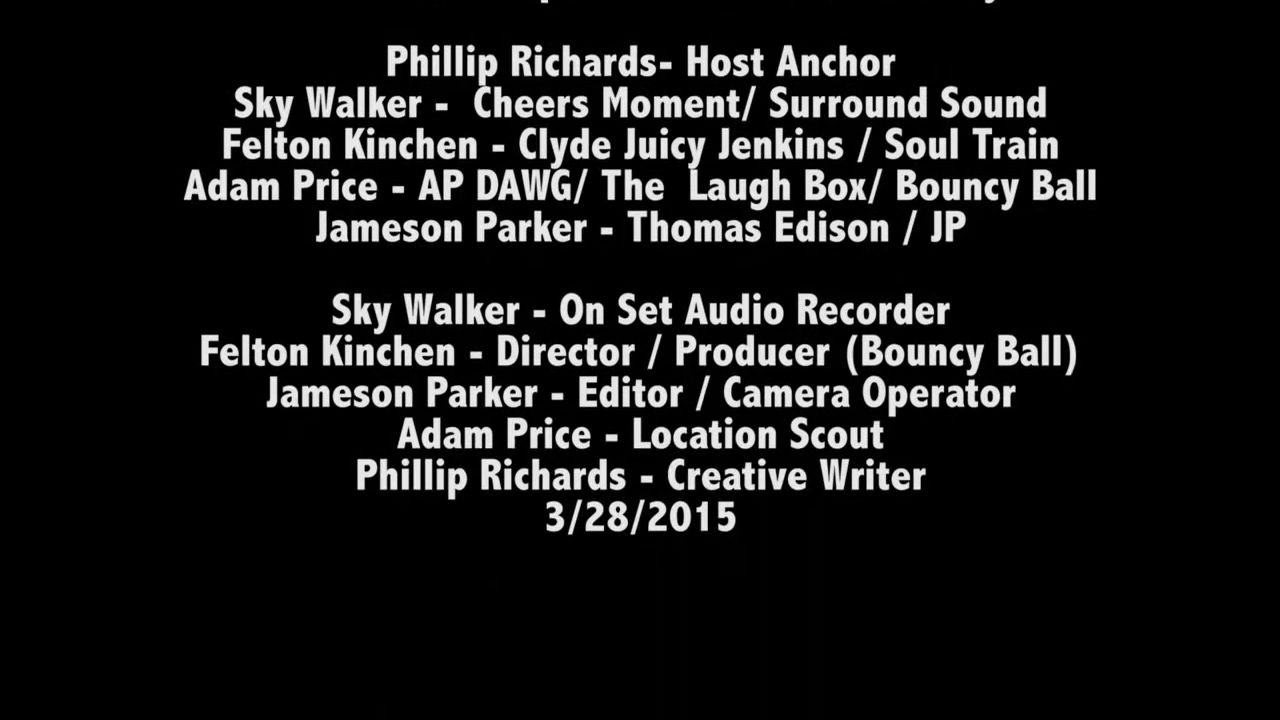 Phillip Richards- Host Anchor
Sky Walker -  Cheers Moment/ Surround Sound
Felton Kinchen - Clyde Juicy Jenkins / Soul Train
Adam Price - AP DAWG/ The  Laugh Box/ Bouncy Ball
Jameson Parker - Thomas Edison / JP
Sky Walker - On Set Audio Recorder
Felton Kinchen - Director / Producer (Bouncy Ball)
Jameson Parker - Editor / Camera Operator
Adam Price - Location Scout
Phillip Richards - Creative Writer
3/28/2015